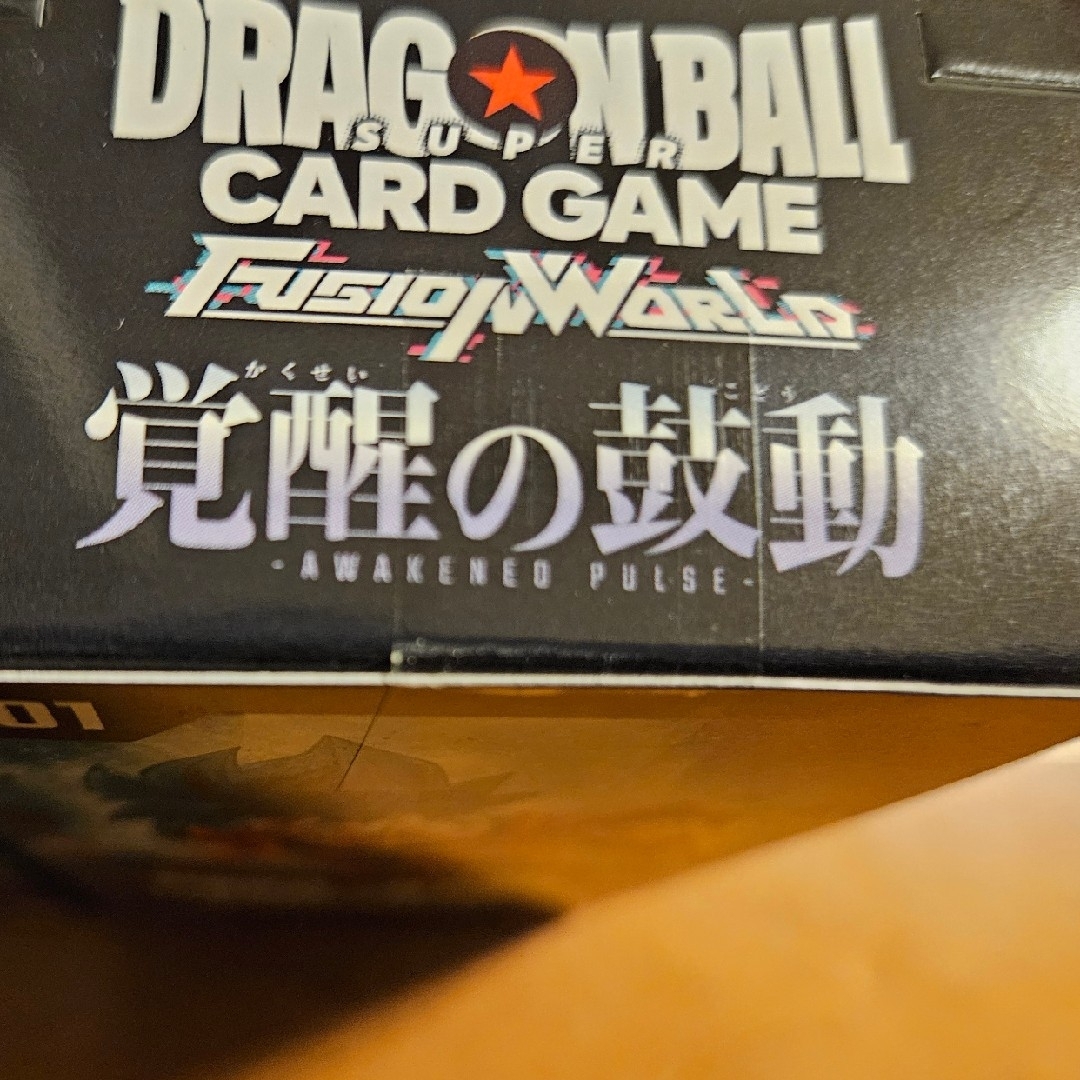 DRAGON BALL
SUPER
CARD GAME
FUSION WORLD
かくせい こどう
覚醒の鼓動
-AWAKENED PULSE-
01